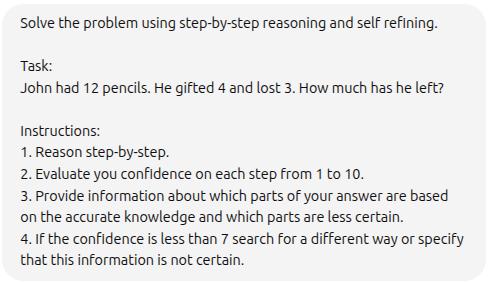 Solve the problem using step-by-step reasoning and self refining.
Task:
John had 12 pencils. He gifted 4 and lost 3. How much has he left?
Instructions:
1. Reason step-by-step.
2. Evaluate you confidence on each step from 1 to 10.
3. Provide information about which parts of your answer are based
on the accurate knowledge and which parts are less certain.
4. If the confidence is less than 7 search for a different way or specify
that this information is not certain.